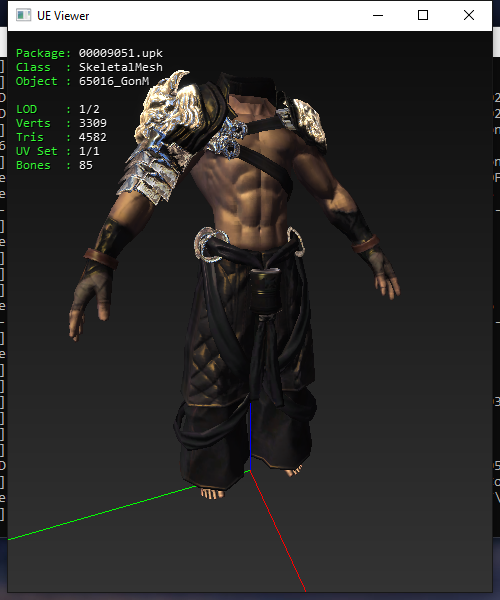 UE Viewer
Package: 00009051.upk
Class  : SkeletalMesh
Object : 65016_GonM
LOD    : 1/2
Verts  : 3309
Tris   : 4582
UV Set : 1/1
Bones  : 85